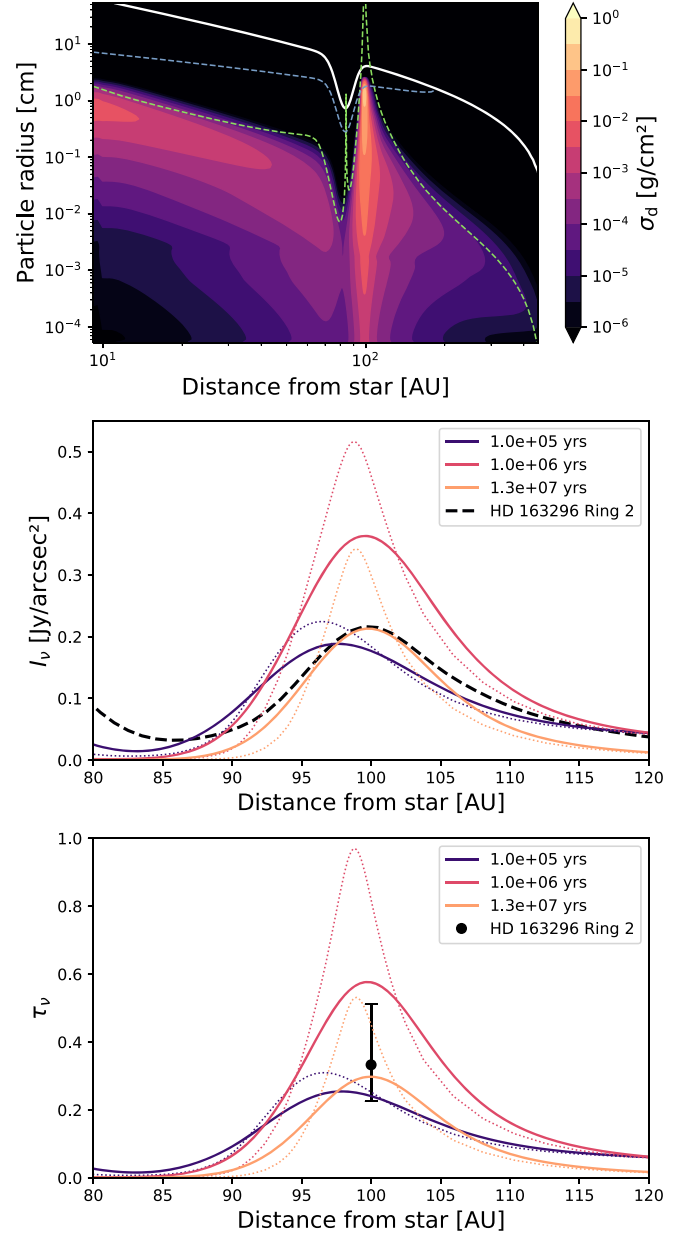 10¹
10⁰
10⁻¹
10⁻²
10⁻³
10⁻⁴
Particle radius [cm]
10¹
10²
Distance from star [AU]
10⁰
10⁻¹
10⁻²
10⁻³
10⁻⁴
10⁻⁵
10⁻⁶
σ_d [g/cm²]
0.5
0.4
0.3
0.2
0.1
0.0
I_ν [Jy/arcsec²]
1.0e+05 yrs
1.0e+06 yrs
1.3e+07 yrs
HD 163296 Ring 2
80 85 90 95 100 105 110 115 120
Distance from star [AU]
1.0
0.8
0.6
0.4
0.2
0.0
τ_ν
1.0e+05 yrs
1.0e+06 yrs
1.3e+07 yrs
HD 163296 Ring 2
80 85 90 95 100 105 110 115 120
Distance from star [AU]